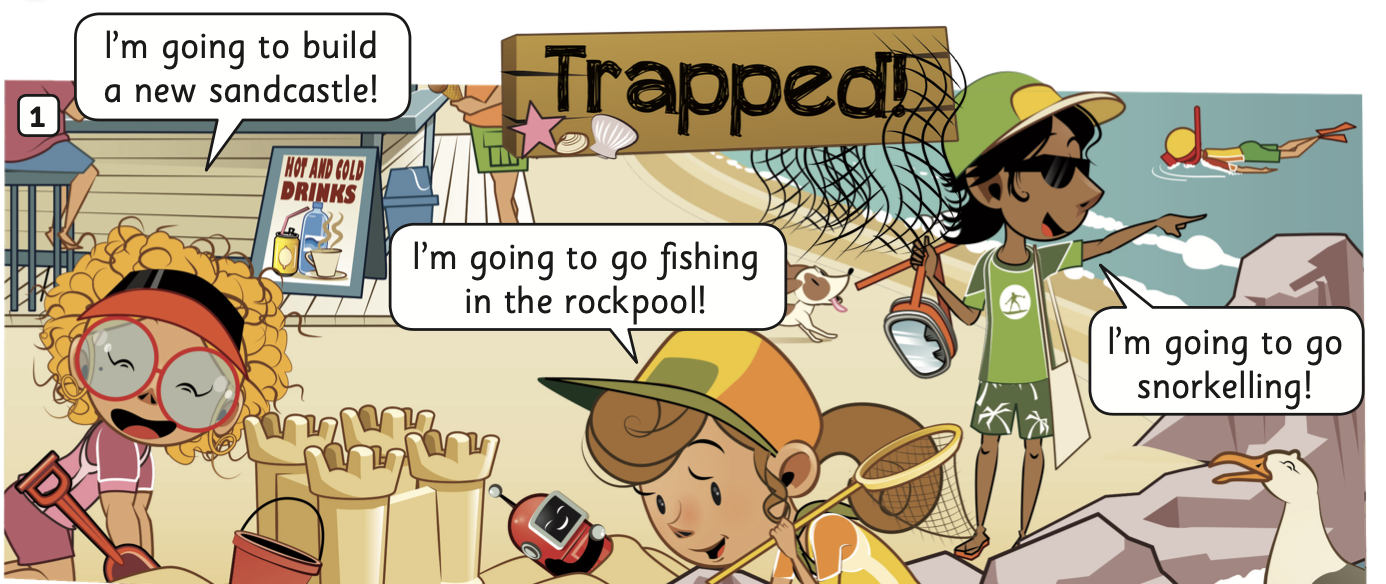 I'm going to build
a new sandcastle!
Trapped!
1
HOT AND COLD
DRINKS
I'm going to go fishing
in the rockpool!
I'm going to go
snorkelling!